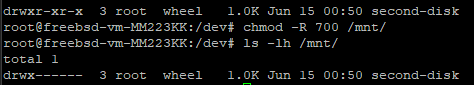 drwxr-xr-x  3 root  wheel   1.0K Jun 15 00:50 second-disk
root@freebsd-vm-MM223KK:/dev# chmod -R 700 /mnt/
root@freebsd-vm-MM223KK:/dev# ls -lh /mnt/
total 1
drwx------  3 root  wheel   1.0K Jun 15 00:50 second-disk